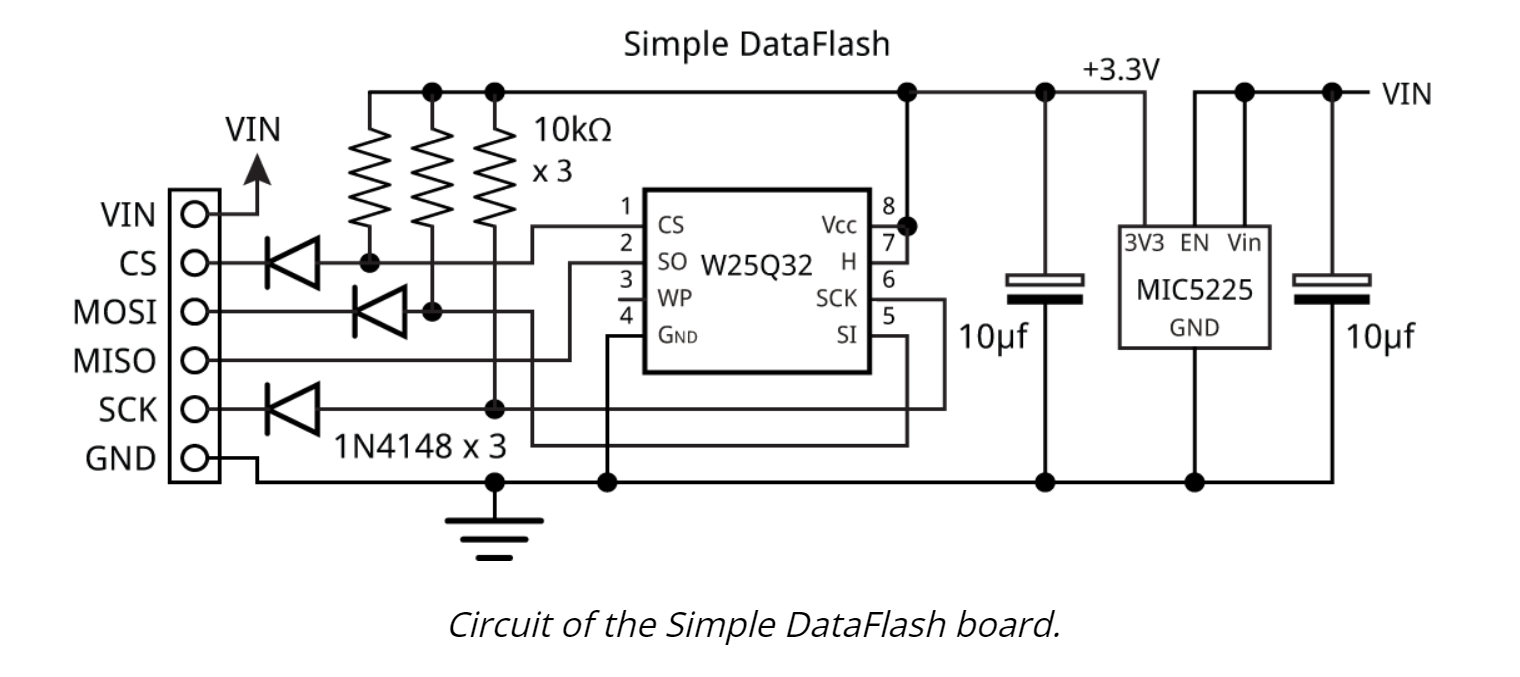 Simple DataFlash
+3.3V
VIN
VIN
10kΩ
x 3
VIN
CS
MOSI
MISO
SCK
GND
1N4148 x 3
1
2
3
4
CS
SO
WP
GND
W25Q32
Vcc
H
SCK
SI
8
7
6
5
10µf
3V3 EN Vin
MIC5225
GND
10µf
Circuit of the Simple DataFlash board.